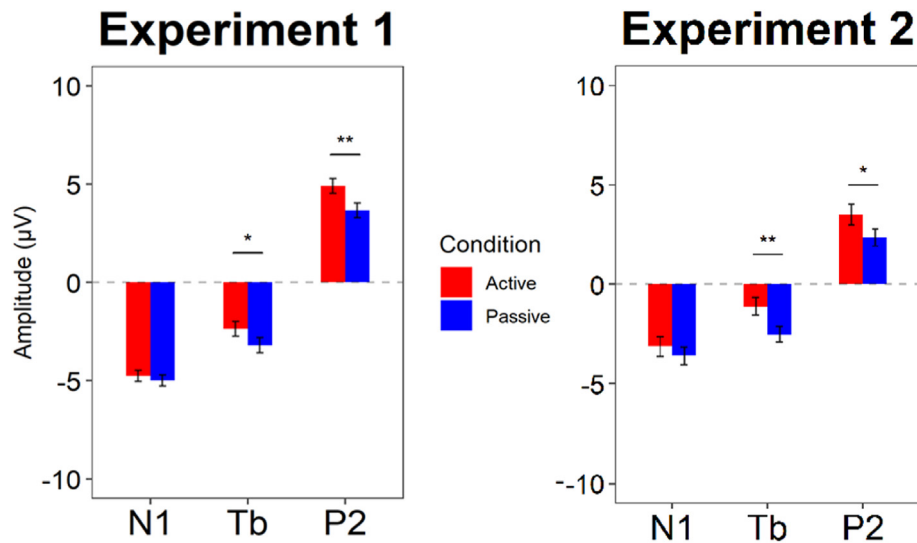 Experiment 1
Experiment 2
10
5
0
-5
-10
Amplitude (µV)
**
*
N1
Tb
P2
Condition
Active
Passive
10
5
0
-5
-10
*
**
N1
Tb
P2